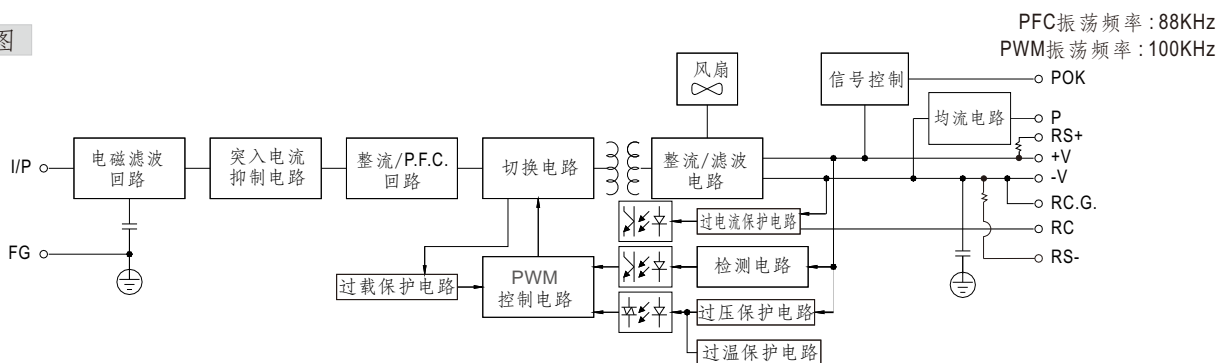 图
PFC振荡频率 : 88KHz
PWM振荡频率 : 100KHz
风扇
信号控制
POK
均流电路
P
RS+
I/P
电磁滤波
回路
突入电流
抑制电路
整流/P.F.C.
回路
切换电路
整流/滤波
电路
+V
-V
RC.G.
过电流保护电路
RC
FG
RS-
过载保护电路
PWM
控制电路
检测电路
过压保护电路
过温保护电路